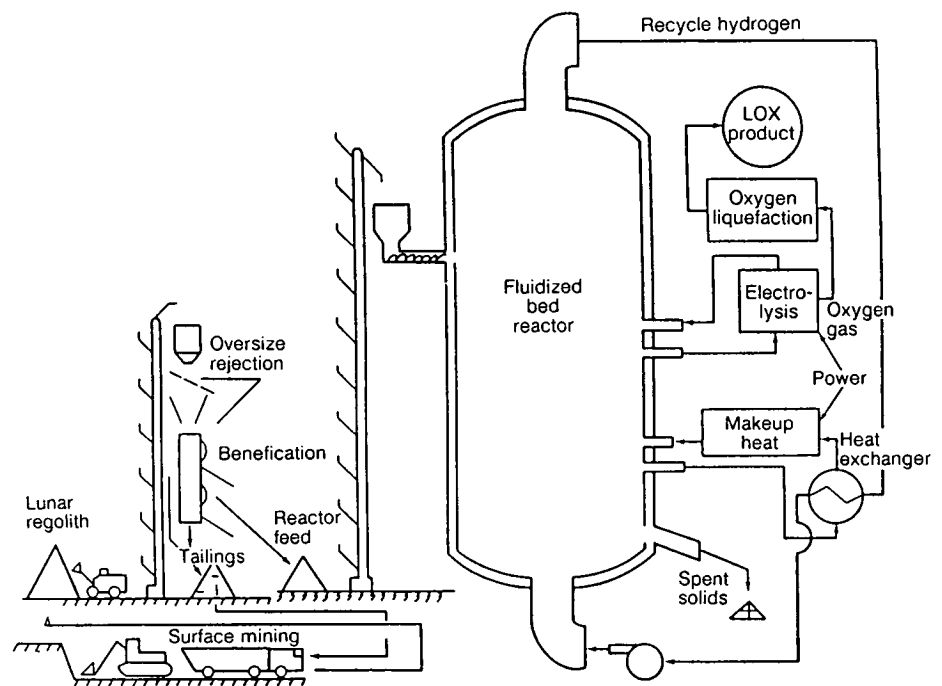 Recycle hydrogen
LOX
product
Oxygen
liquefaction
Fluidized
bed
reactor
Electro-
lysis
Oxygen
gas
Power
Oversize
rejection
Makeup
heat
Heat
exchanger
Benefication
Lunar
regolith
Reactor
feed
Tailings
Spent
solids
Surface mining